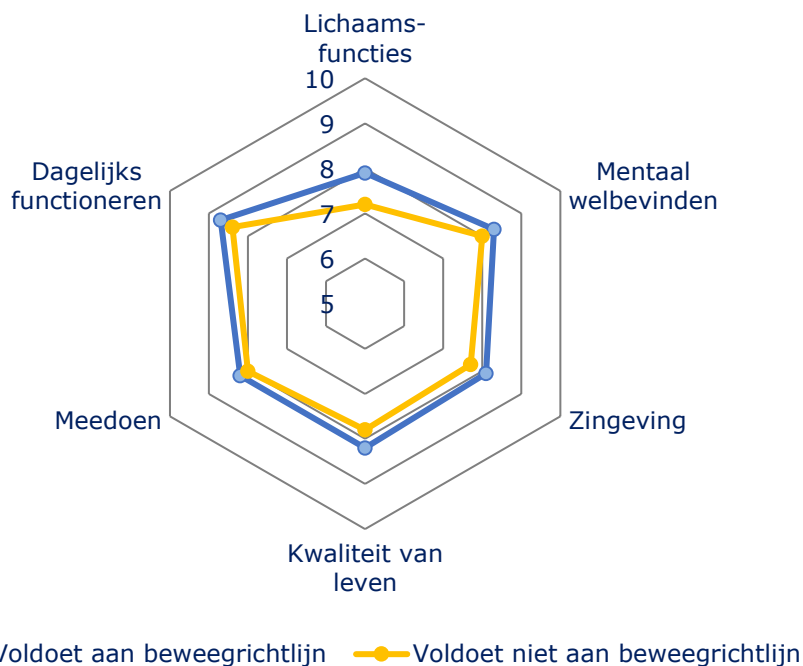 Lichaams-
functies
10
9
8
7
6
5
Dagelijks
functioneren
Mentaal
welbevinden
Meedoen
Zingeving
Kwaliteit van
leven
Voldoet aan beweegrichtlijn
Voldoet niet aan beweegrichtlijn